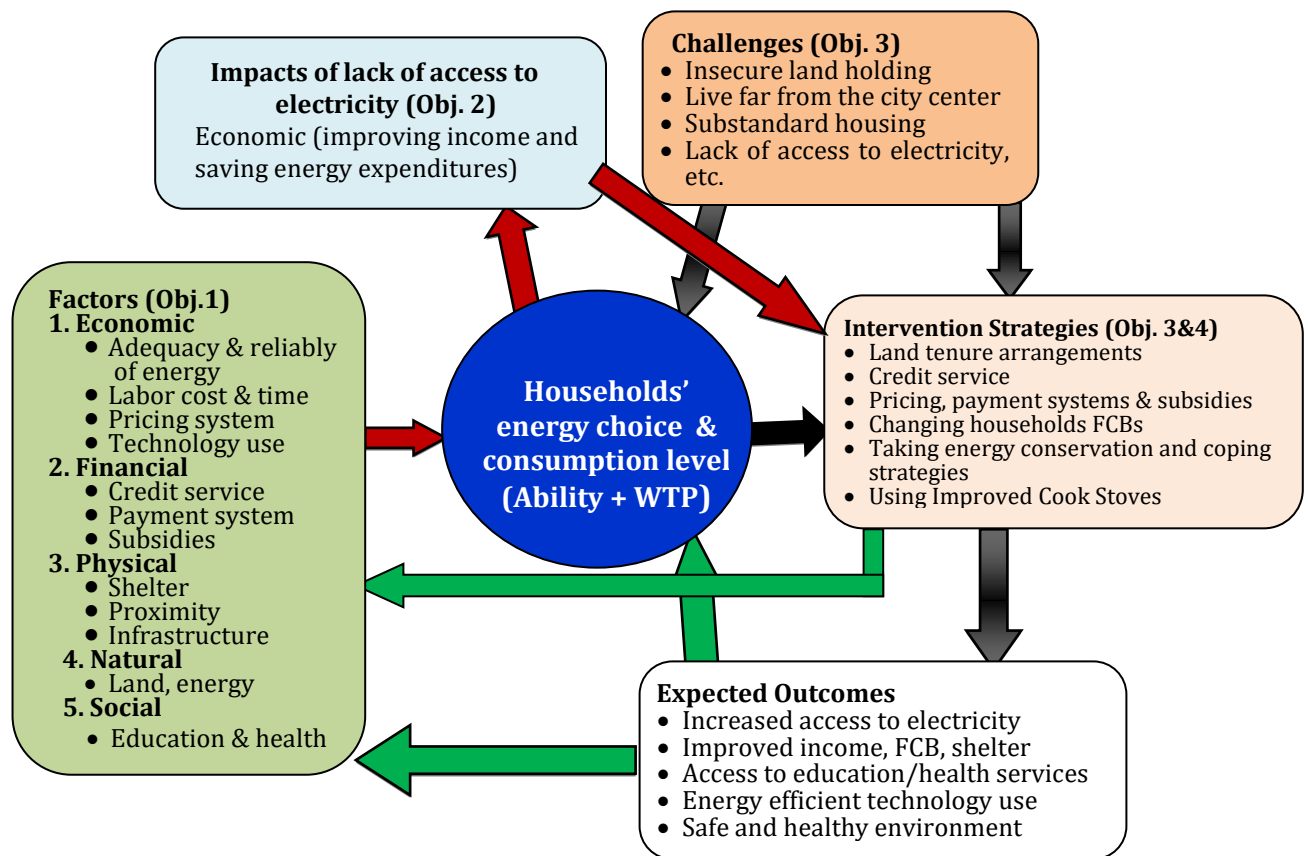 Impacts of lack of access to
electricity (Obj. 2)
Economic (improving income and
saving energy expenditures)
Challenges (Obj. 3)
• Insecure land holding
• Live far from the city center
• Substandard housing
• Lack of access to electricity,
etc.
Factors (Obj.1)
1. Economic
• Adequacy & reliably
of energy
• Labor cost & time
• Pricing system
• Technology use
2. Financial
• Credit service
• Payment system
• Subsidies
3. Physical
• Shelter
• Proximity
• Infrastructure
4. Natural
• Land, energy
5. Social
• Education & health
Households’
energy choice &
consumption level
(Ability + WTP)
Intervention Strategies (Obj. 3&4)
• Land tenure arrangements
• Credit service
• Pricing, payment systems & subsidies
• Changing households FCBs
• Taking energy conservation and coping
strategies
• Using Improved Cook Stoves
Expected Outcomes
• Increased access to electricity
• Improved income, FCB, shelter
• Access to education/health services
• Energy efficient technology use
• Safe and healthy environment